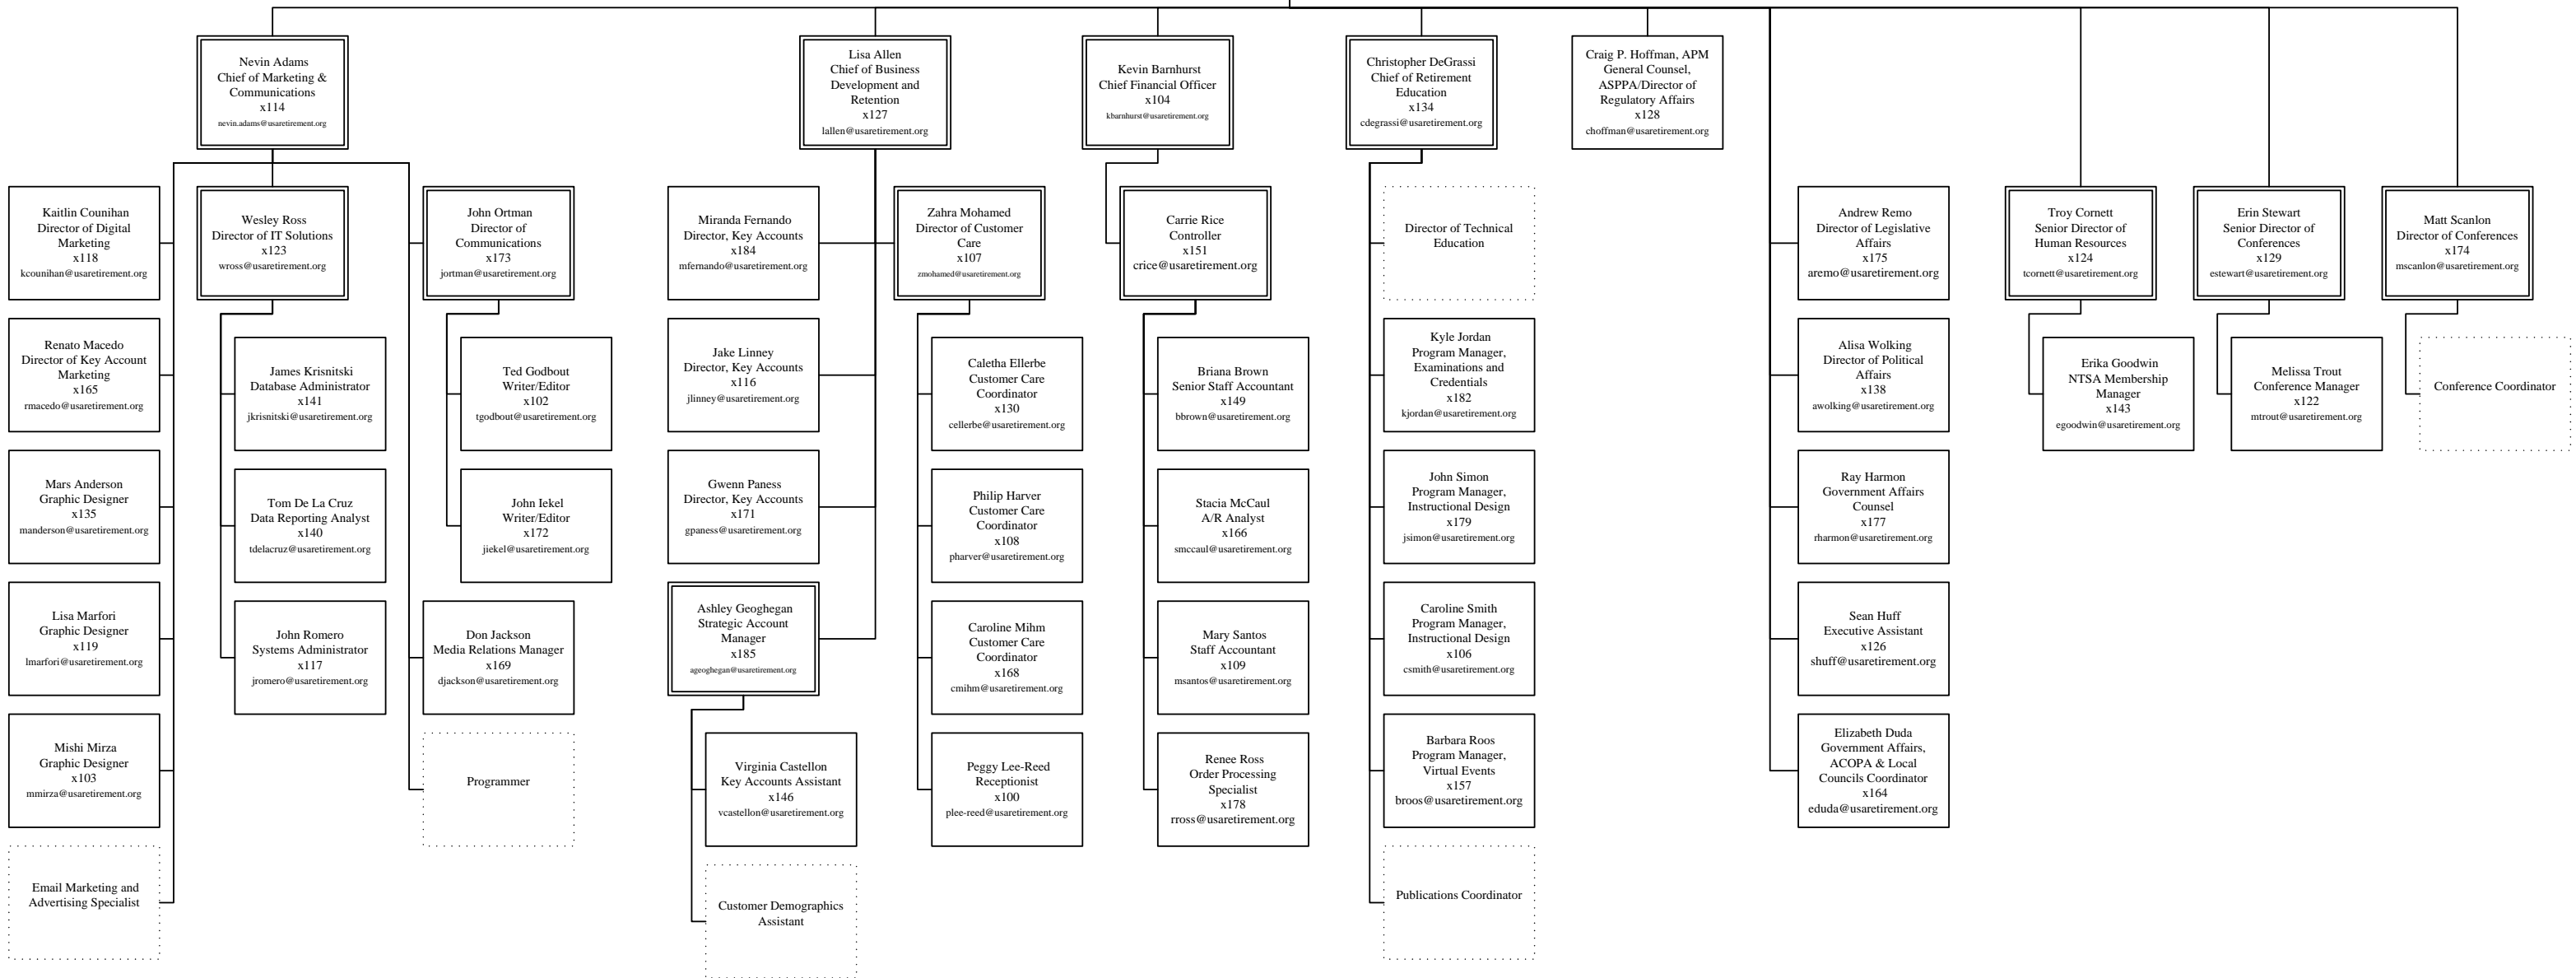 Nevin Adams
Chief of Marketing &
Communications
x114
nevin.adams@usaretirement.org
Lisa Allen
Chief of Business
Development and
Retention
x127
lallen@usaretirement.org
Kevin Barnhurst
Chief Financial Officer
x104
kbarnhurst@usaretirement.org
Christopher DeGrassi
Chief of Retirement
Education
x134
cdegrassi@usaretirement.org
Craig P. Hoffman, APM
General Counsel,
ASPPA/Director of
Regulatory Affairs
x128
choffman@usaretirement.org
Kaitlin Counihan
Director of Digital
Marketing
x118
kcounihan@usaretirement.org
Wesley Ross
Director of IT Solutions
x123
wross@usaretirement.org
John Ortman
Director of
Communications
x173
jortman@usaretirement.org
Miranda Fernando
Director, Key Accounts
x184
mfernando@usaretirement.org
Zahra Mohamed
Director of Customer
Care
x107
zmohamed@usaretirement.org
Carrie Rice
Controller
x151
crice@usaretirement.org
Director of Technical
Education
Andrew Remo
Director of Legislative
Affairs
x175
aremo@usaretirement.org
Troy Cornett
Senior Director of
Human Resources
x124
tcornett@usaretirement.org
Erin Stewart
Senior Director of
Conferences
x129
estewart@usaretirement.org
Matt Scanlon
Director of Conferences
x174
mscanlon@usaretirement.org
Renato Macedo
Director of Key Account
Marketing
x165
rmacedo@usaretirement.org
James Krisnitski
Database Administrator
x141
jkrisnitski@usaretirement.org
Ted Godbout
Writer/Editor
x102
tgodbout@usaretirement.org
Jake Linney
Director, Key Accounts
x116
jlinney@usaretirement.org
Caletha Ellerbe
Customer Care
Coordinator
x130
cellerbe@usaretirement.org
Briana Brown
Senior Staff Accountant
x149
bbrown@usaretirement.org
Kyle Jordan
Program Manager,
Examinations and
Credentials
x182
kjordan@usaretirement.org
Alisa Wolking
Director of Political
Affairs
x138
awolking@usaretirement.org
Erika Goodwin
NTSA Membership
Manager
x143
egoodwin@usaretirement.org
Melissa Trout
Conference Manager
x122
mtrout@usaretirement.org
Conference Coordinator
Mars Anderson
Graphic Designer
x135
manderson@usaretirement.org
Tom De La Cruz
Data Reporting Analyst
x140
tdelacruz@usaretirement.org
John Iekel
Writer/Editor
x172
jiekel@usaretirement.org
Gwenn Paness
Director, Key Accounts
x171
gpaness@usaretirement.org
Philip Harver
Customer Care
Coordinator
x108
pharver@usaretirement.org
Stacia McCaul
A/R Analyst
x166
smccaul@usaretirement.org
John Simon
Program Manager,
Instructional Design
x179
jsimon@usaretirement.org
Ray Harmon
Government Affairs
Counsel
x177
rharmon@usaretirement.org
Lisa Marfori
Graphic Designer
x119
lmarfori@usaretirement.org
John Romero
Systems Administrator
x117
jromero@usaretirement.org
Don Jackson
Media Relations Manager
x169
djackson@usaretirement.org
Ashley Geoghegan
Strategic Account
Manager
x185
ageoghegan@usaretirement.org
Caroline Mihm
Customer Care
Coordinator
x168
cmihm@usaretirement.org
Mary Santos
Staff Accountant
x109
msantos@usaretirement.org
Caroline Smith
Program Manager,
Instructional Design
x106
csmith@usaretirement.org
Sean Huff
Executive Assistant
x126
shuff@usaretirement.org
Mishi Mirza
Graphic Designer
x103
mmirza@usaretirement.org
Programmer
Virginia Castellon
Key Accounts Assistant
x146
vcastellon@usaretirement.org
Peggy Lee-Reed
Receptionist
x100
plee-reed@usaretirement.org
Renee Ross
Order Processing
Specialist
x178
rross@usaretirement.org
Barbara Roos
Program Manager,
Virtual Events
x157
broos@usaretirement.org
Elizabeth Duda
Government Affairs,
ACOPA & Local
Councils Coordinator
x164
eduda@usaretirement.org
Email Marketing and
Advertising Specialist
Customer Demographics
Assistant
Publications Coordinator